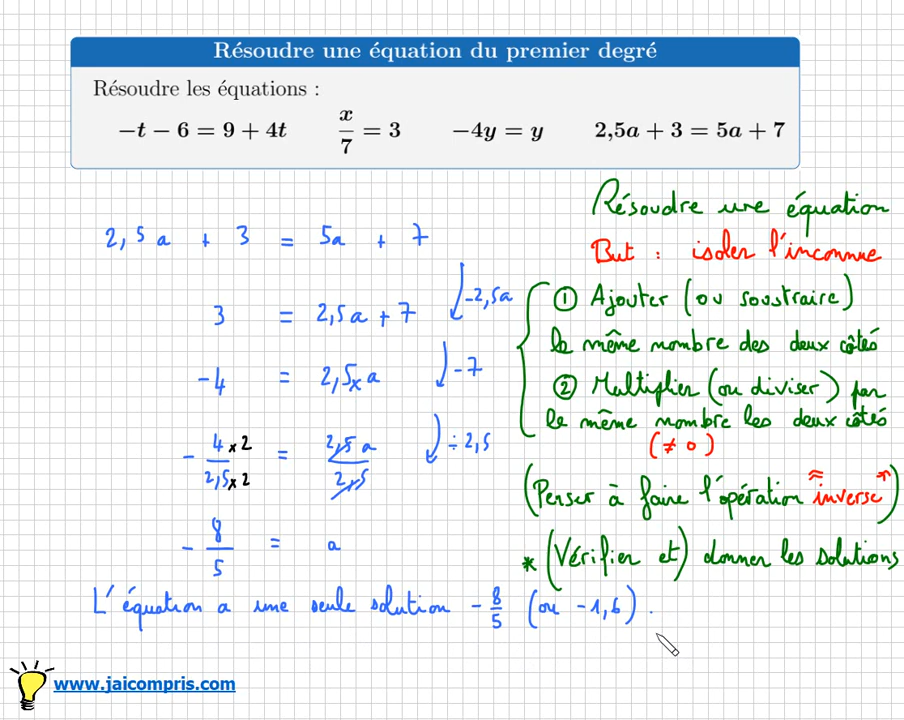 Résoudre une équation du premier degré
Résoudre les équations :
−t − 6 = 9 + 4t   x/7 = 3   −4y = y   2,5a + 3 = 5a + 7
Résoudre une équation
But : isoler l'inconnue
① Ajouter (ou soustraire)
le même nombre des deux côtés
② Multiplier (ou diviser) par
le même nombre les deux côtés
(≠ 0)
(Penser à faire l'opération "inverse")
* (Vérifier et) donner les solutions
2,5a + 3 = 5a + 7
-2,5a
3 = 2,5a + 7
-7
-4 = 2,5×a
÷2,5
- 4×2/2,5×2 = 2,5a/2,5
- 8/5 = a
L'équation a une seule solution - 8/5 (ou -1,6).
www.jaicompris.com